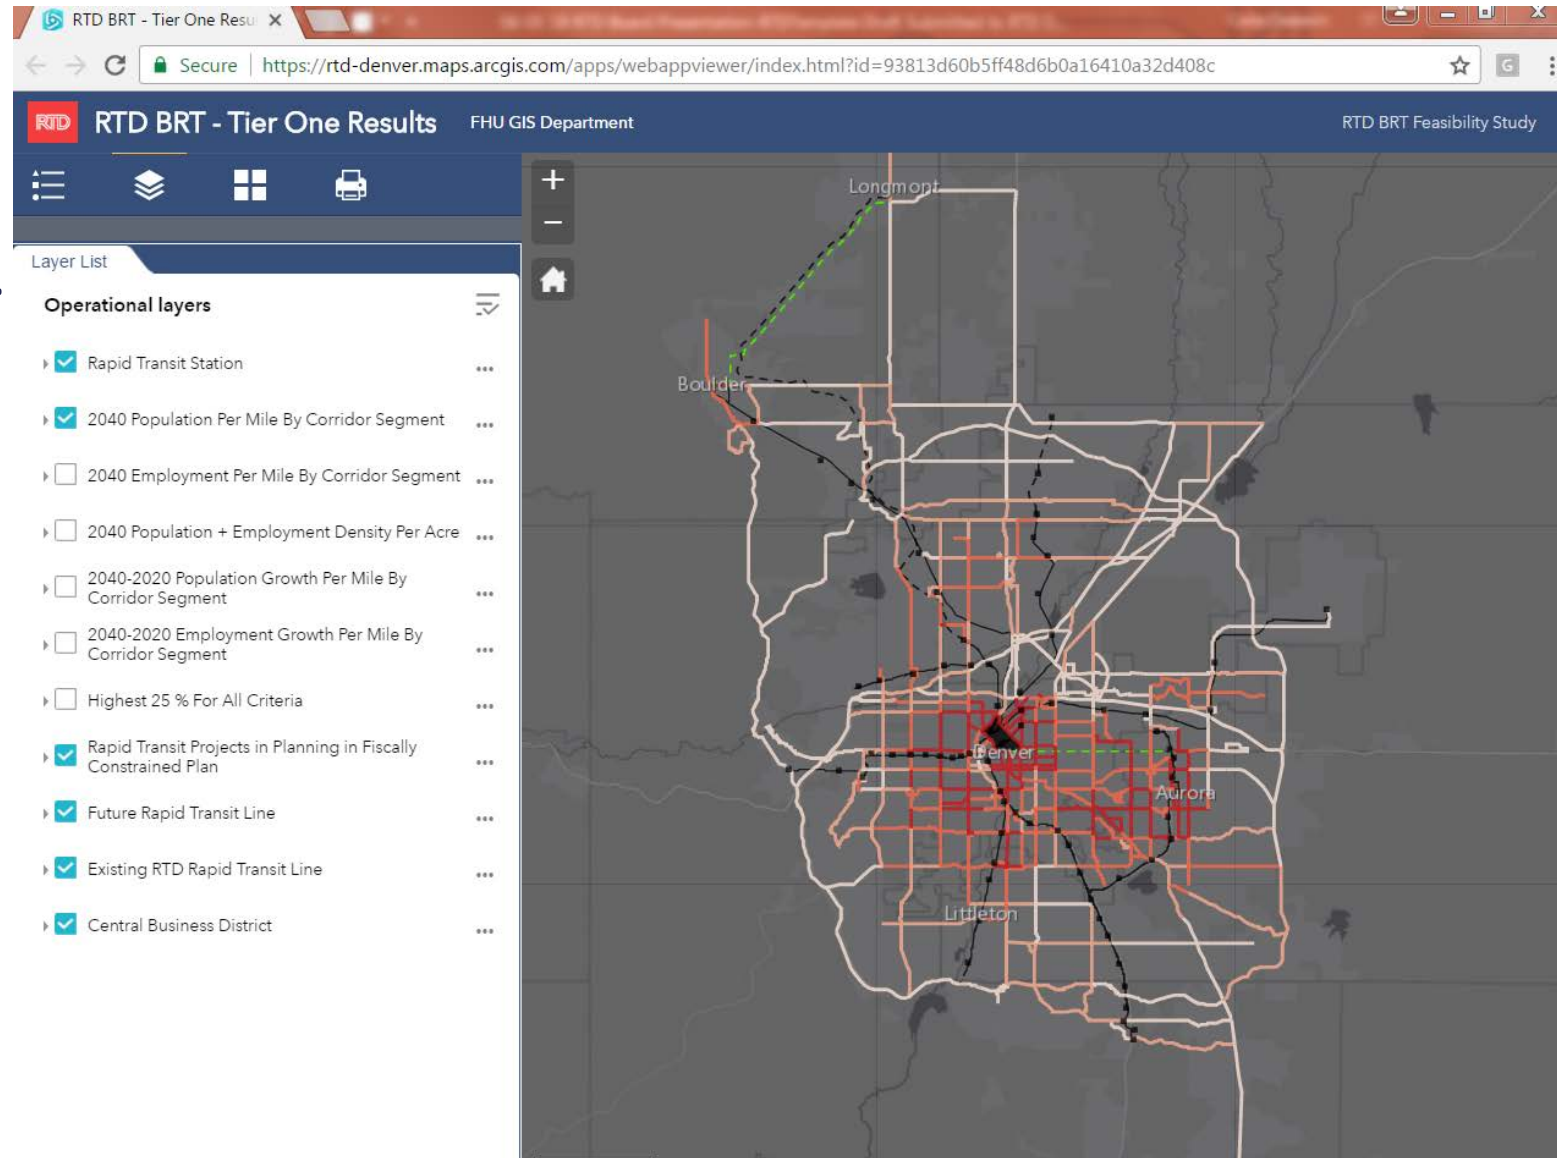 RTD BRT - Tier One Resu
Secure | https://rtd-denver.maps.arcgis.com/apps/webappviewer/index.html?id=93813d60b5ff48d6b0a16410a32d408c
G
RTD RTD BRT - Tier One Results FHU GIS Department RTD BRT Feasibility Study
Layer List
Operational layers
Rapid Transit Station
2040 Population Per Mile By Corridor Segment
2040 Employment Per Mile By Corridor Segment
2040 Population + Employment Density Per Acre
2040-2020 Population Growth Per Mile By
Corridor Segment
2040-2020 Employment Growth Per Mile By
Corridor Segment
Highest 25 % For All Criteria
Rapid Transit Projects in Planning in Fiscally
Constrained Plan
Future Rapid Transit Line
Existing RTD Rapid Transit Line
Central Business District
Longmont
Boulder
Denver
Aurora
Littleton